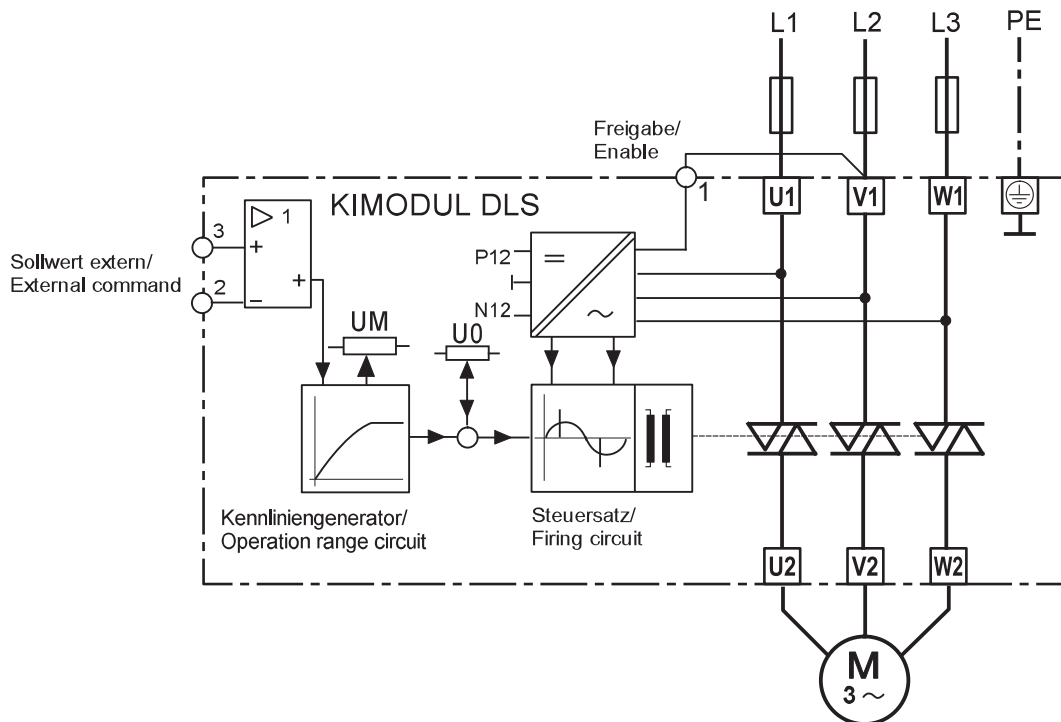 L1 L2 L3 PE
Freigabe/
Enable
1
U1 V1 W1
KIMODUL DLS
3
1
+
+
Sollwert extern/
External command
2
−
P12
=
N12
~
UM
U0
Kennliniengenerator/
Operation range circuit
Steuersatz/
Firing circuit
U2 V2 W2
M
3 ~